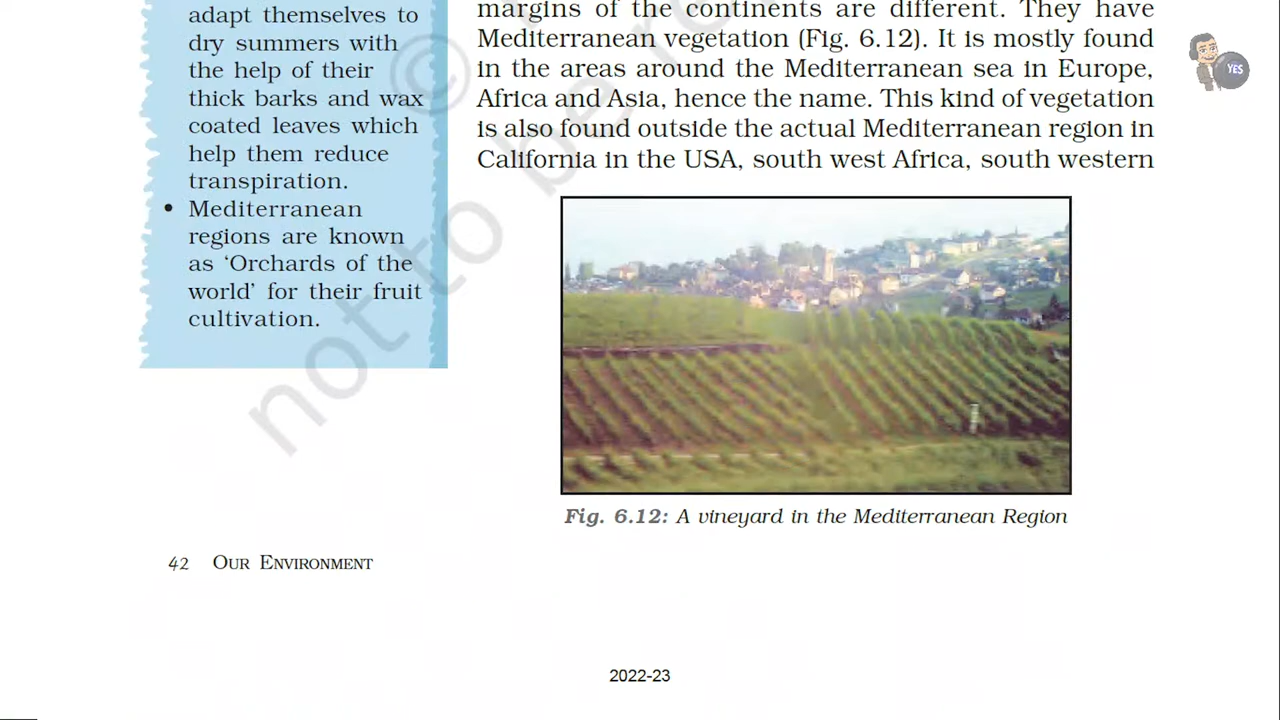 adapt themselves to
dry summers with
the help of their
thick barks and wax
coated leaves which
help them reduce
transpiration.
• Mediterranean
regions are known
as ‘Orchards of the
world’ for their fruit
cultivation.
margins of the continents are different. They have
Mediterranean vegetation (Fig. 6.12). It is mostly found
in the areas around the Mediterranean sea in Europe,
Africa and Asia, hence the name. This kind of vegetation
is also found outside the actual Mediterranean region in
California in the USA, south west Africa, south western
Fig. 6.12: A vineyard in the Mediterranean Region
42 OUR ENVIRONMENT
2022-23
YES
©
not to be re